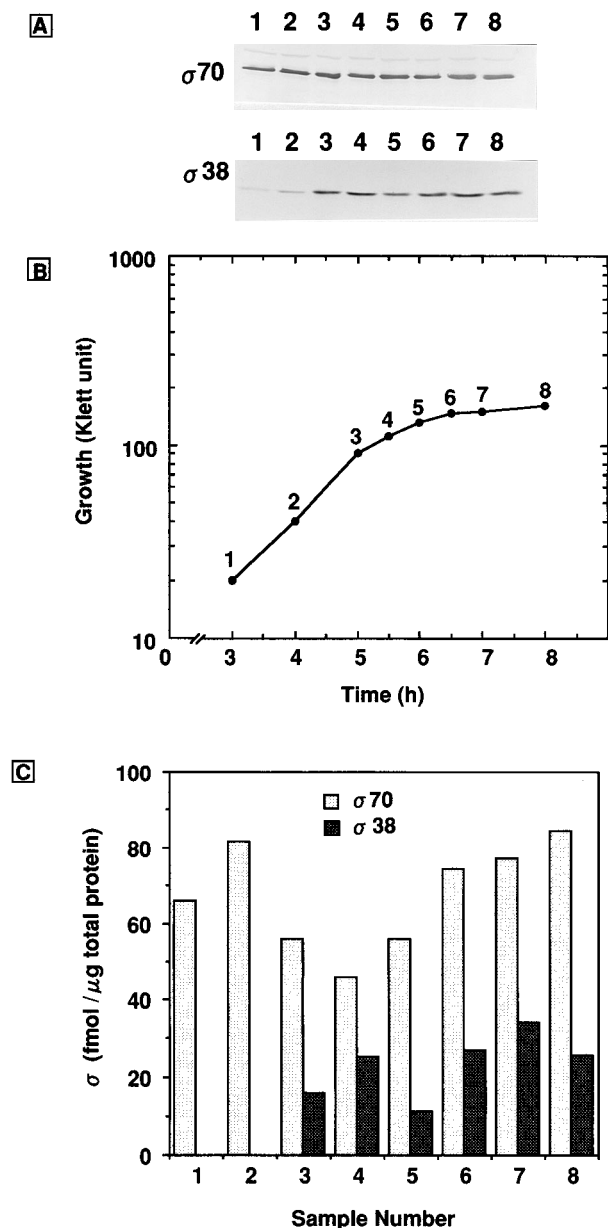 A
1 2 3 4 5 6 7 8
σ70
1 2 3 4 5 6 7 8
σ 38
B
1000
100
10
Growth (Klett unit)
1
2
3
4
5
6
7
8
0 3 4 5 6 7 8
Time (h)
C
100
80
60
40
20
0
σ (fmol / μg total protein)
σ 70
σ 38
1 2 3 4 5 6 7 8
Sample Number